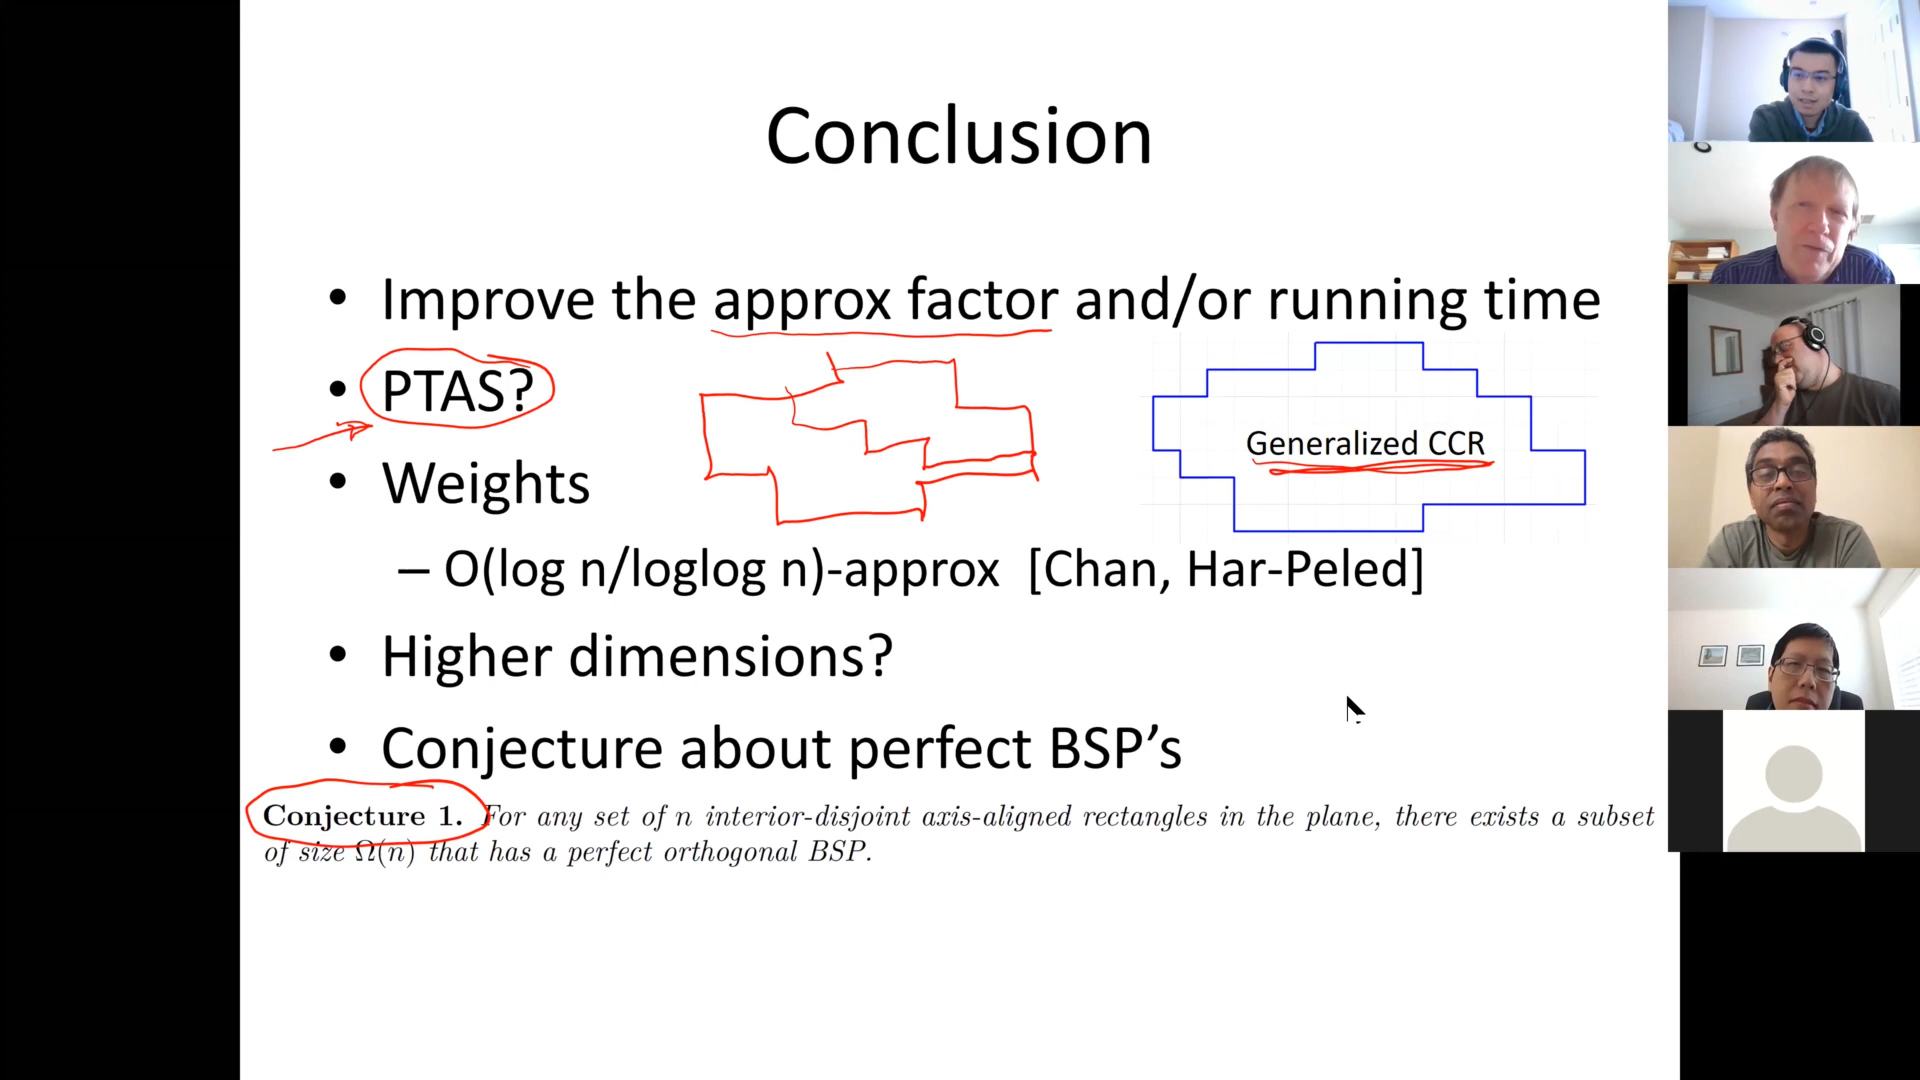 Conclusion
• Improve the approx factor and/or running time
• PTAS?
Generalized CCR
• Weights
– O(log n/loglog n)-approx [Chan, Har-Peled]
• Higher dimensions?
• Conjecture about perfect BSP’s
Conjecture 1. For any set of n interior-disjoint axis-aligned rectangles in the plane, there exists a subset
of size Ω(n) that has a perfect orthogonal BSP.